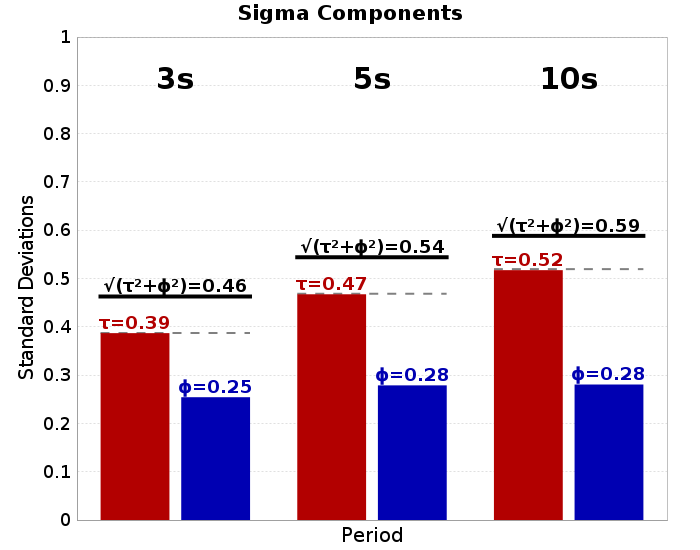 Sigma Components
1
0.9
0.8
0.7
0.6
0.5
0.4
0.3
0.2
0.1
0
Standard Deviations
3s
5s
10s
√(τ²+ϕ²)=0.46
τ=0.39
ϕ=0.25
√(τ²+ϕ²)=0.54
τ=0.47
ϕ=0.28
√(τ²+ϕ²)=0.59
τ=0.52
ϕ=0.28
Period